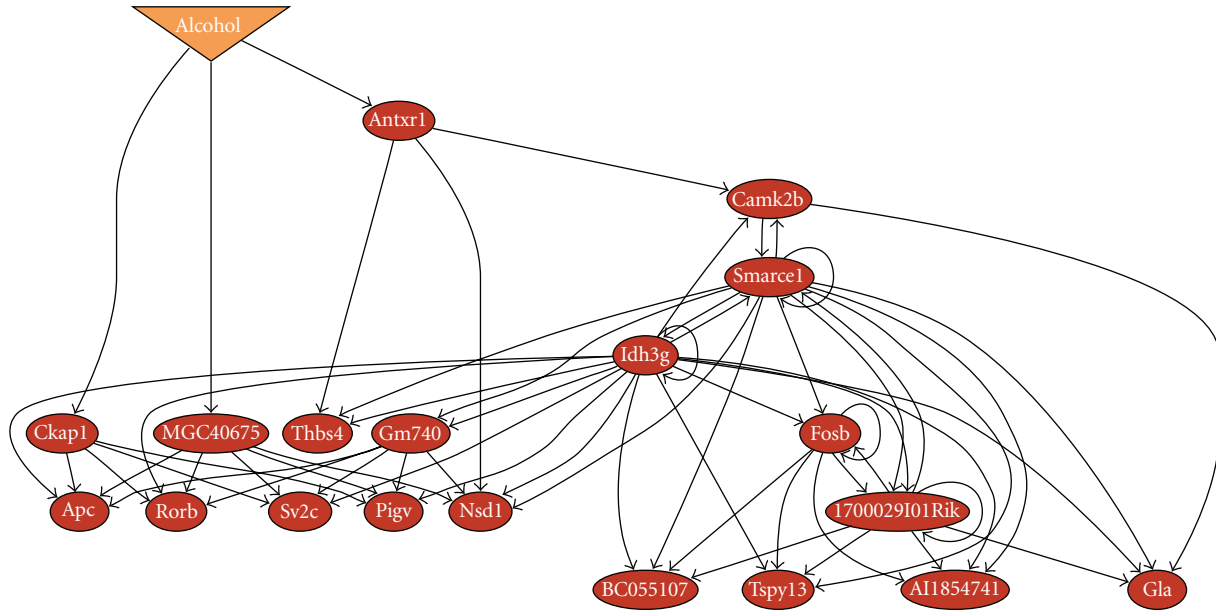 Alcohol
Antxr1
Camk2b
Smarce1
Idh3g
Ckap1
MGC40675
Thbs4
Gm740
Fosb
Apc
Rorb
Sv2c
Pigv
Nsd1
1700029I01Rik
BC055107
Tspy13
AI1854741
Gla